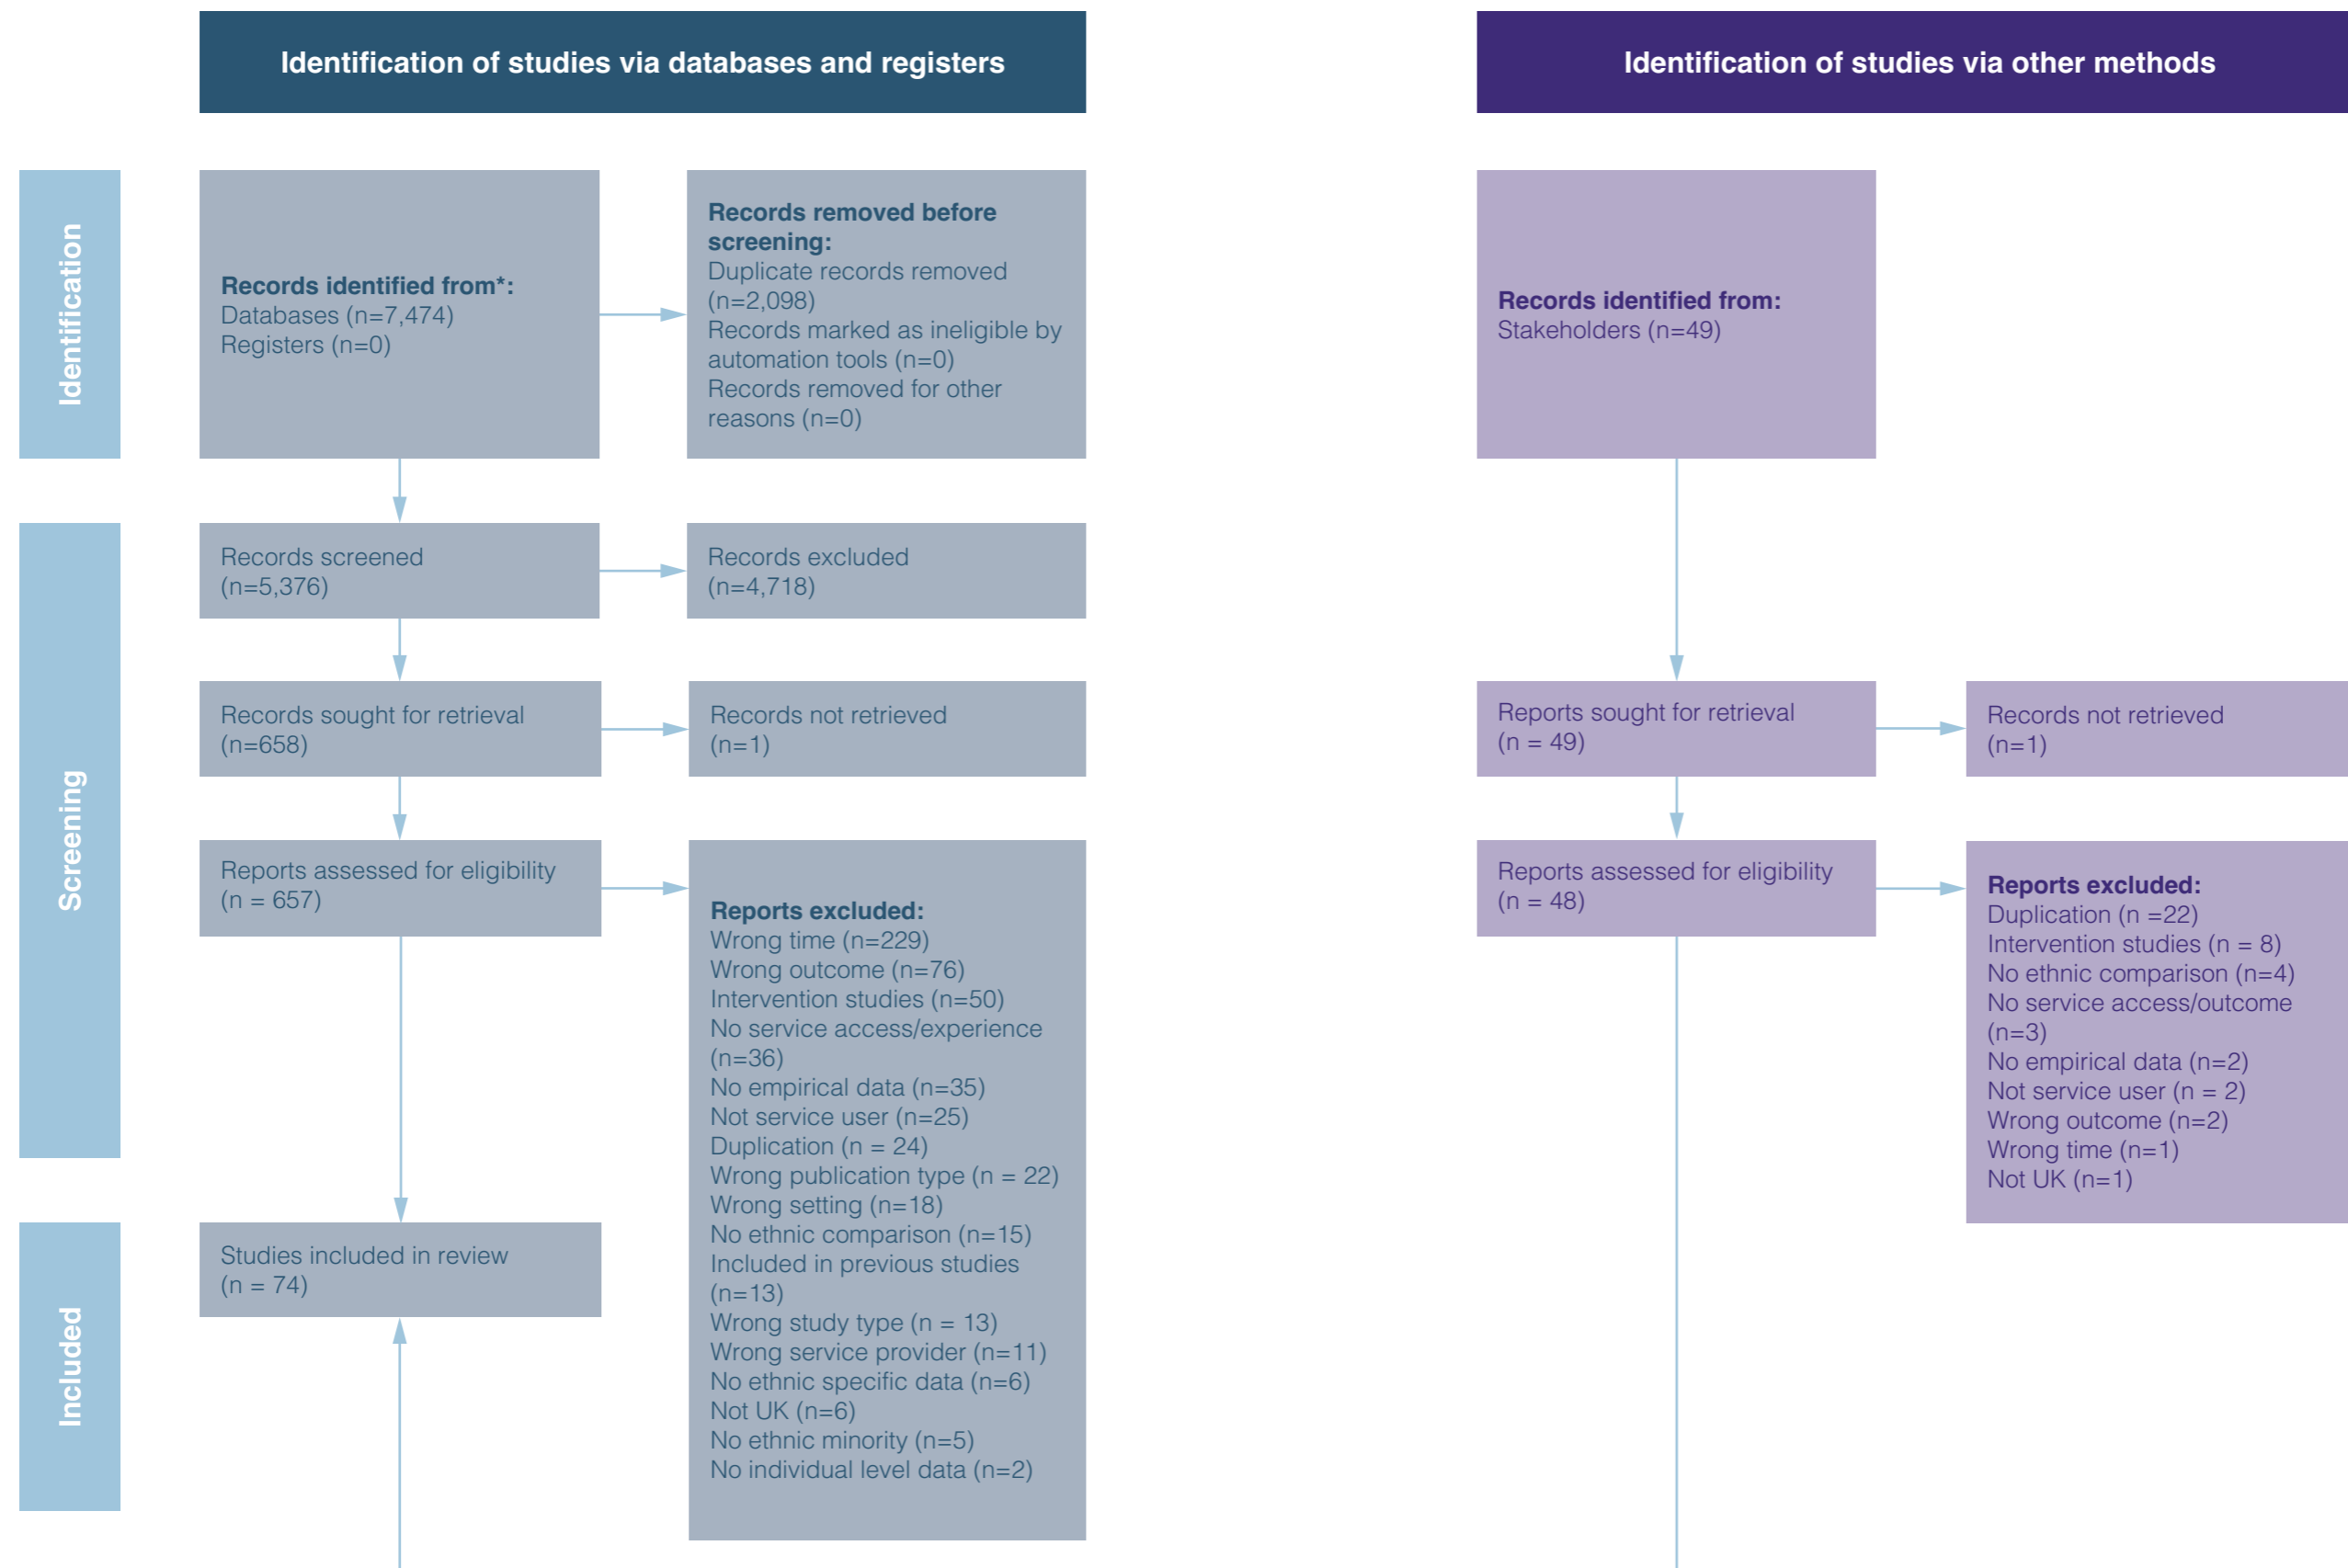 Identification of studies via databases and registers
Identification of studies via other methods
Identification
Records identified from*:
Databases (n=7,474)
Registers (n=0)
Records removed before
screening:
Duplicate records removed
(n=2,098)
Records marked as ineligible by
automation tools (n=0)
Records removed for other
reasons (n=0)
Records identified from:
Stakeholders (n=49)
Screening
Records screened
(n=5,376)
Records excluded
(n=4,718)
Records sought for retrieval
(n=658)
Records not retrieved
(n=1)
Reports sought for retrieval
(n = 49)
Records not retrieved
(n=1)
Reports assessed for eligibility
(n = 657)
Reports excluded:
Wrong time (n=229)
Wrong outcome (n=76)
Intervention studies (n=50)
No service access/experience
(n=36)
No empirical data (n=35)
Not service user (n=25)
Duplication (n = 24)
Wrong publication type (n = 22)
Wrong setting (n=18)
No ethnic comparison (n=15)
Included in previous studies
(n=13)
Wrong study type (n = 13)
Wrong service provider (n=11)
No ethnic specific data (n=6)
Not UK (n=6)
No ethnic minority (n=5)
No individual level data (n=2)
Reports assessed for eligibility
(n = 48)
Reports excluded:
Duplication (n =22)
Intervention studies (n = 8)
No ethnic comparison (n=4)
No service access/outcome
(n=3)
No empirical data (n=2)
Not service user (n = 2)
Wrong outcome (n=2)
Wrong time (n=1)
Not UK (n=1)
Included
Studies included in review
(n = 74)